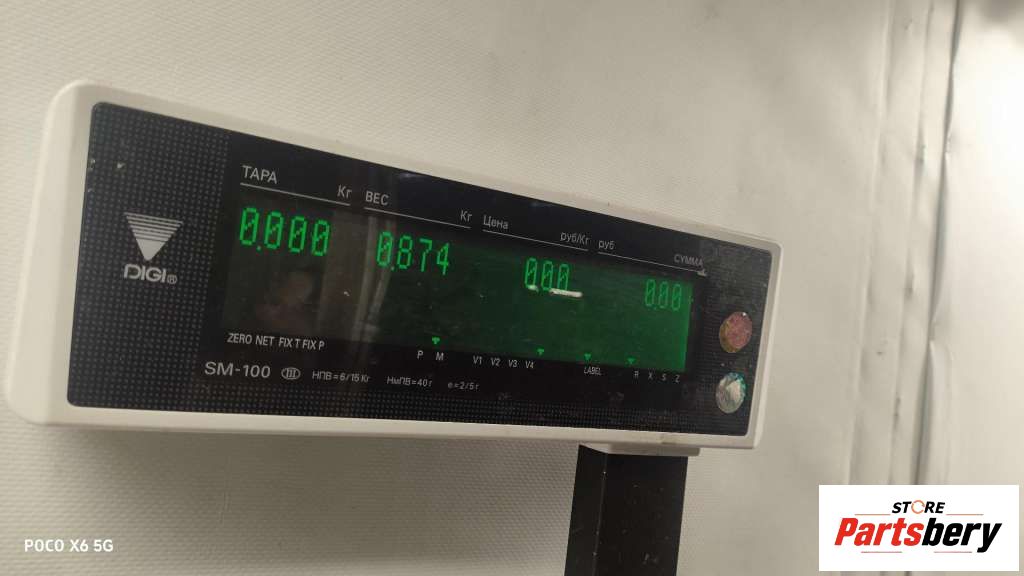 ТАРА Кг ВЕС Кг Цена руб/Кг руб СУММА
0.000 0.874 0.00 0.00
DIGI®
ZERO NET FIX T FIX P P M V1 V2 V3 V4 LABEL R X S Z
SM-100 III НПВ=6/15 Кг НмПВ=40 г е=2/5 г
POCO X6 5G
STORE
Partsbery